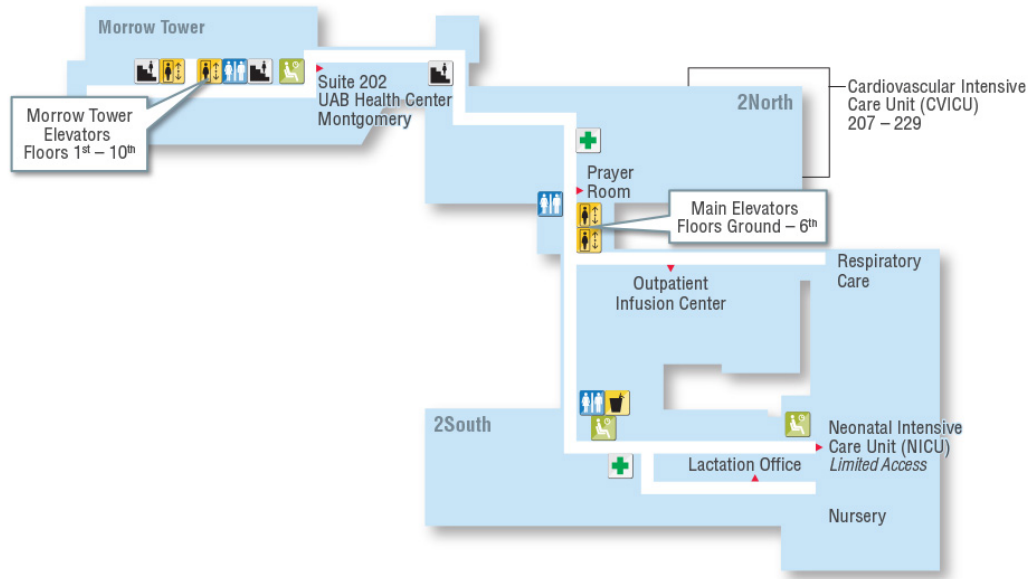 Morrow Tower
Suite 202
UAB Health Center
Montgomery
Morrow Tower
Elevators
Floors 1st – 10th
2North
Cardiovascular Intensive
Care Unit (CVICU)
207 – 229
Prayer
Room
Main Elevators
Floors Ground – 6th
Respiratory
Care
Outpatient
Infusion Center
2South
Neonatal Intensive
Care Unit (NICU)
Limited Access
Lactation Office
Nursery